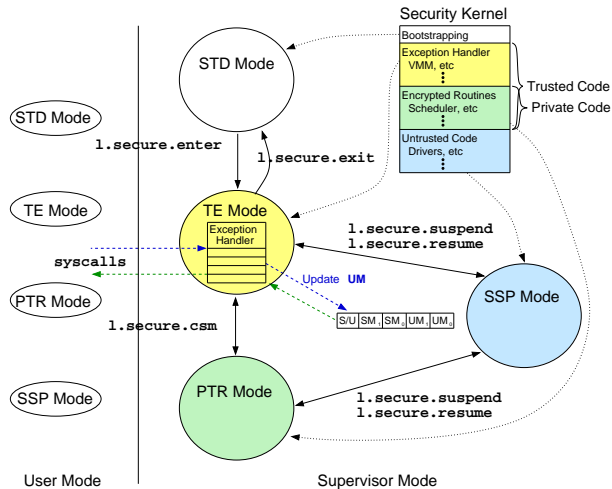 Security Kernel
Bootstrapping
Exception Handler
VMM, etc
Encrypted Routines
Scheduler, etc
Untrusted Code
Drivers, etc
Trusted Code
Private Code
STD Mode
STD Mode
l.secure.enter
l.secure.exit
TE Mode
TE Mode
Exception
Handler
l.secure.suspend
l.secure.resume
syscalls
Update UM
SSP Mode
PTR Mode
S/U SM1 SM0 UM1 UM0
l.secure.csm
PTR Mode
SSP Mode
l.secure.suspend
l.secure.resume
User Mode
Supervisor Mode